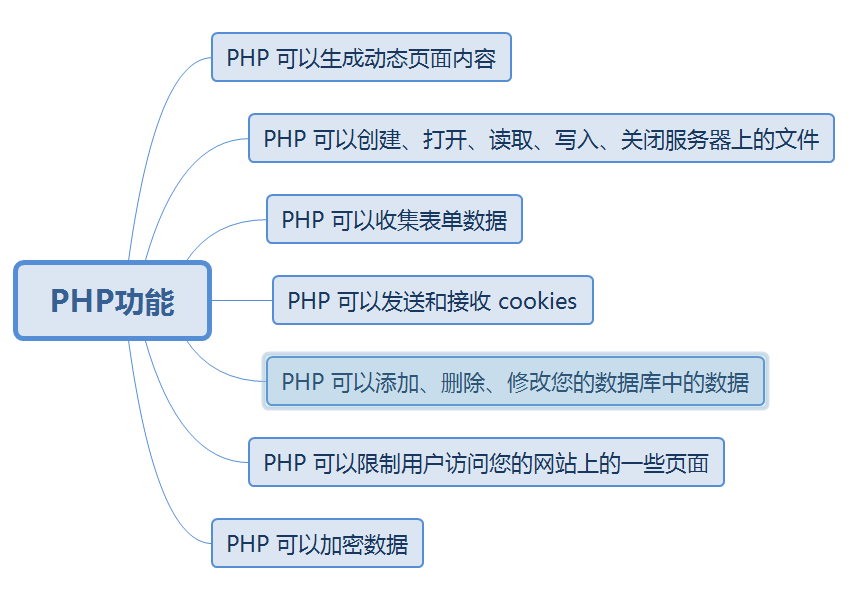 PHP功能
PHP 可以生成动态页面内容
PHP 可以创建、打开、读取、写入、关闭服务器上的文件
PHP 可以收集表单数据
PHP 可以发送和接收 cookies
PHP 可以添加、删除、修改您的数据库中的数据
PHP 可以限制用户访问您的网站上的一些页面
PHP 可以加密数据